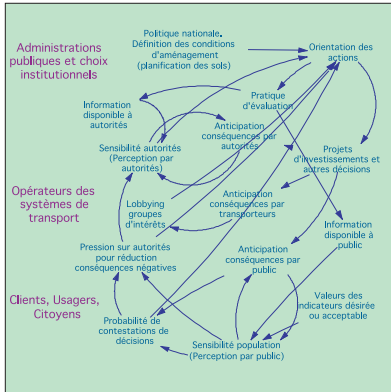 Administrations
publiques et choix
institutionnels
Politique nationale.
Définition des conditions
d'aménagement
(planification des sols)
Orientation des
actions
Information
disponible à
autorités
Pratique
d'évaluation
Sensibilité autorités
(Perception par
autorités)
Anticipation
conséquences par
autorités
Projets
d'investissements et
autres décisions
Opérateurs des
systèmes de
transport
Lobbying
groupes
d'intérêts
Anticipation
conséquences par
transporteurs
Information
disponible à
public
Pression sur autorités
pour réduction
conséquences négatives
Anticipation
conséquences par
public
Clients, Usagers,
Citoyens
Probabilité de
contestations de
décisions
Valeurs des
indicateurs désirée
ou acceptable
Sensibilité population
(Perception par public)